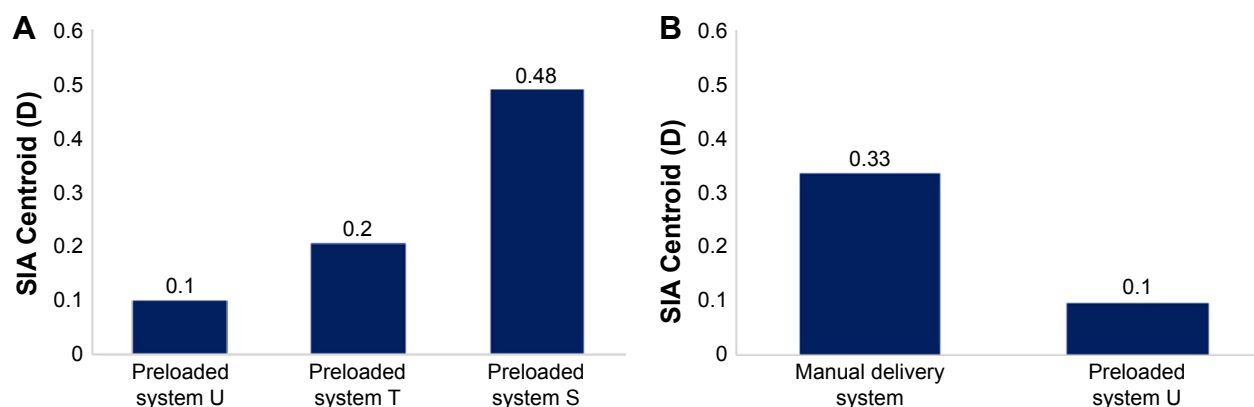 A
SIA Centroid (D)
0.6
0.5
0.4
0.3
0.2
0.1
0
0.1
0.2
0.48
Preloaded
system U
Preloaded
system T
Preloaded
system S
B
SIA Centroid (D)
0.6
0.5
0.4
0.3
0.2
0.1
0
0.33
0.1
Manual delivery
system
Preloaded
system U